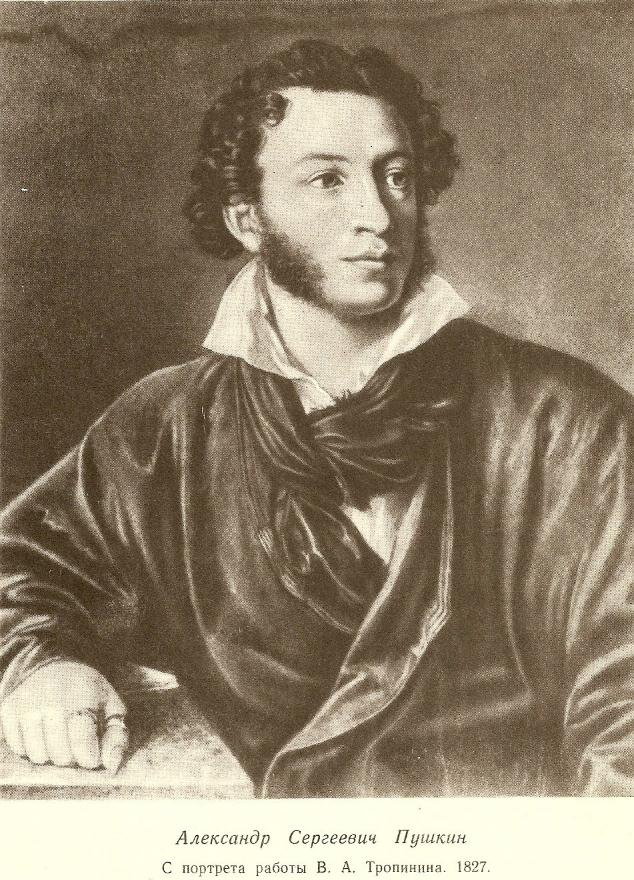 Александр Сергеевич Пушкин
С портрета работы В. А. Тропинина. 1827.